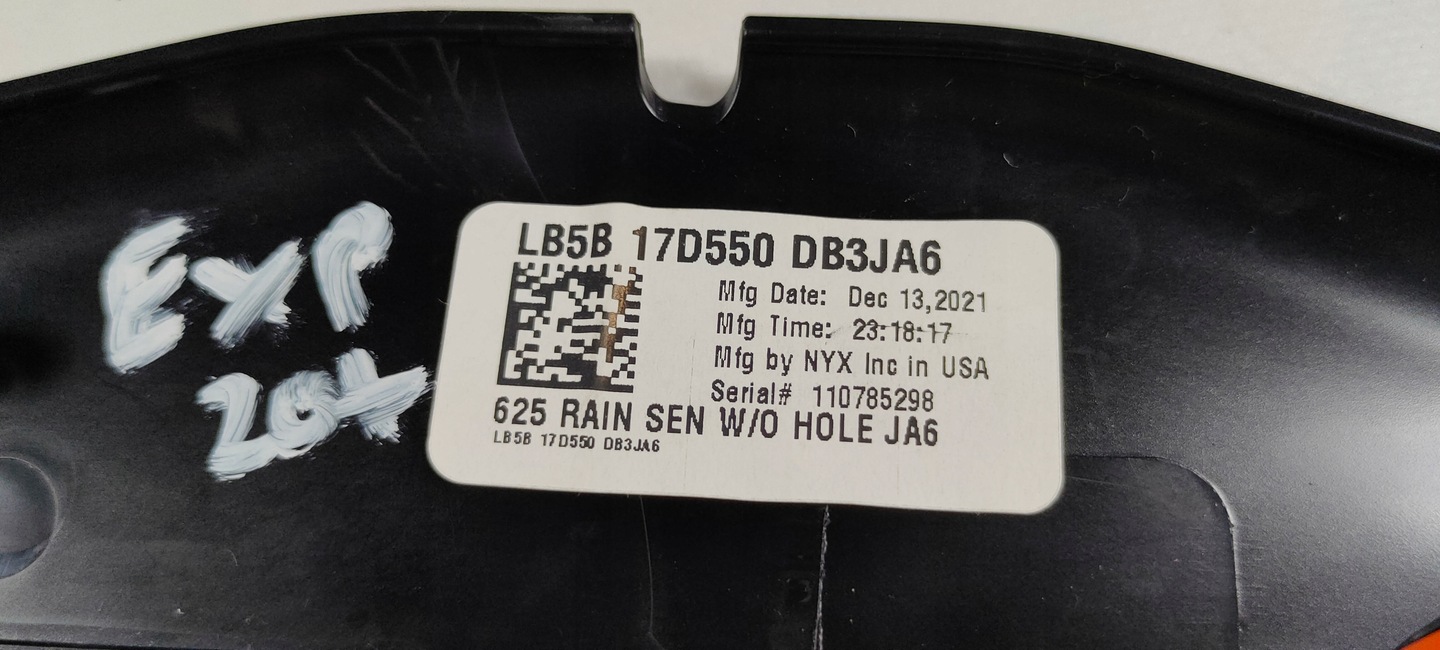 EXP
20+
LB5B 17D550 DB3JA6
Mfg Date: Dec 13,2021
Mfg Time: 23:18:17
Mfg by NYX Inc in USA
Serial# 110785298
625 RAIN SEN W/O HOLE JA6
LB5B 17D550 DB3JA6